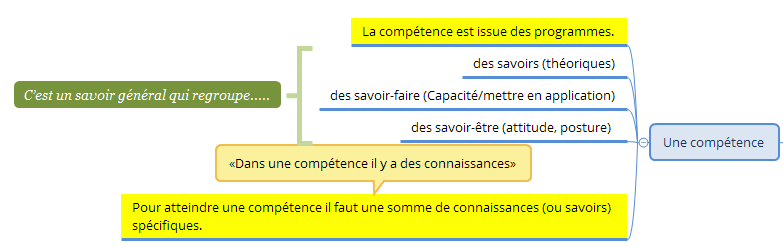 La compétence est issue des programmes.
des savoirs (théoriques)
C'est un savoir général qui regroupe.....
des savoir-faire (Capacité/mettre en application)
des savoir-être (attitude, posture)
Une compétence
«Dans une compétence il y a des connaissances»
Pour atteindre une compétence il faut une somme de connaissances (ou savoirs)
spécifiques.